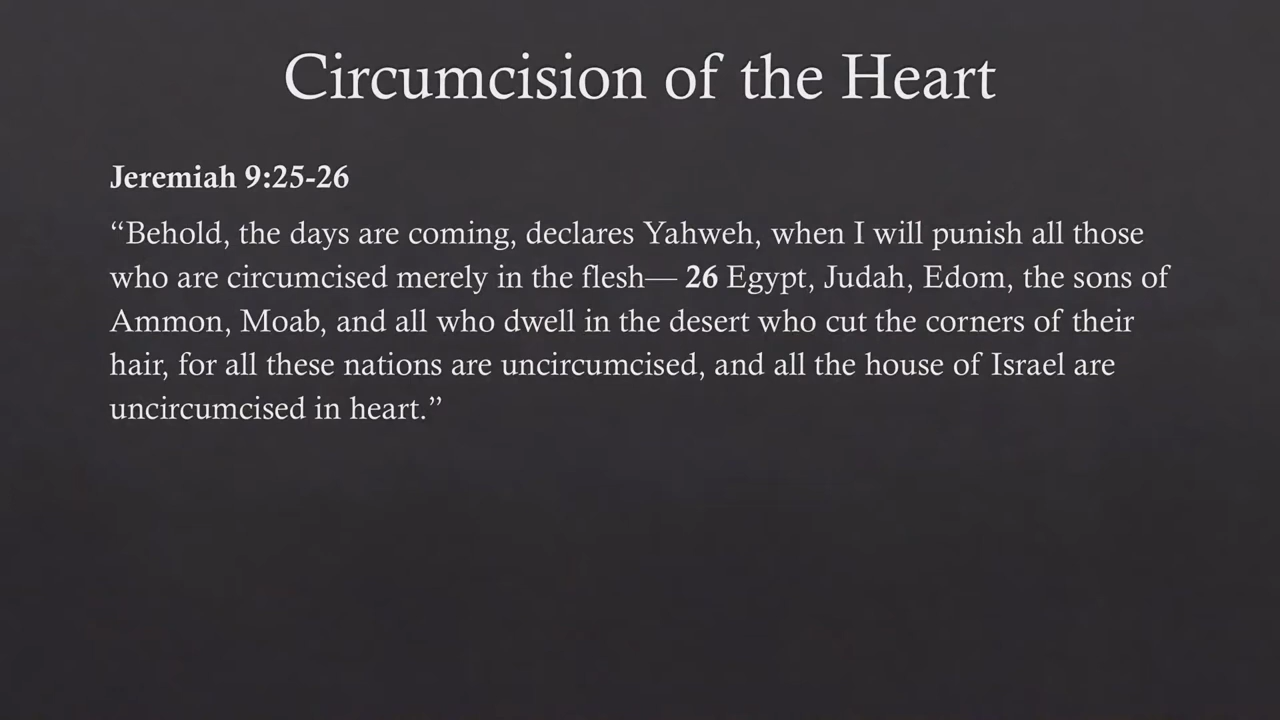 Circumcision of the Heart
Jeremiah 9:25-26
“Behold, the days are coming, declares Yahweh, when I will punish all those
who are circumcised merely in the flesh— 26 Egypt, Judah, Edom, the sons of
Ammon, Moab, and all who dwell in the desert who cut the corners of their
hair, for all these nations are uncircumcised, and all the house of Israel are
uncircumcised in heart.”